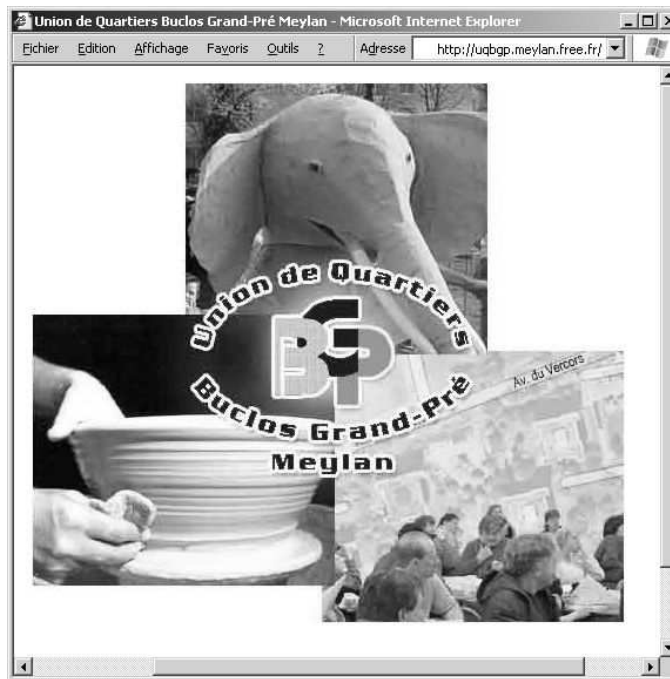 Union de Quartiers Buclos Grand-Pré Meylan - Microsoft Internet Explorer
Fichier Edition Affichage Favoris Outils ? Adresse http://uqbgp.meylan.free.fr/
Union de Quartiers
BGP
Av. du Vercors
Buclos Grand-Pré
Meylan